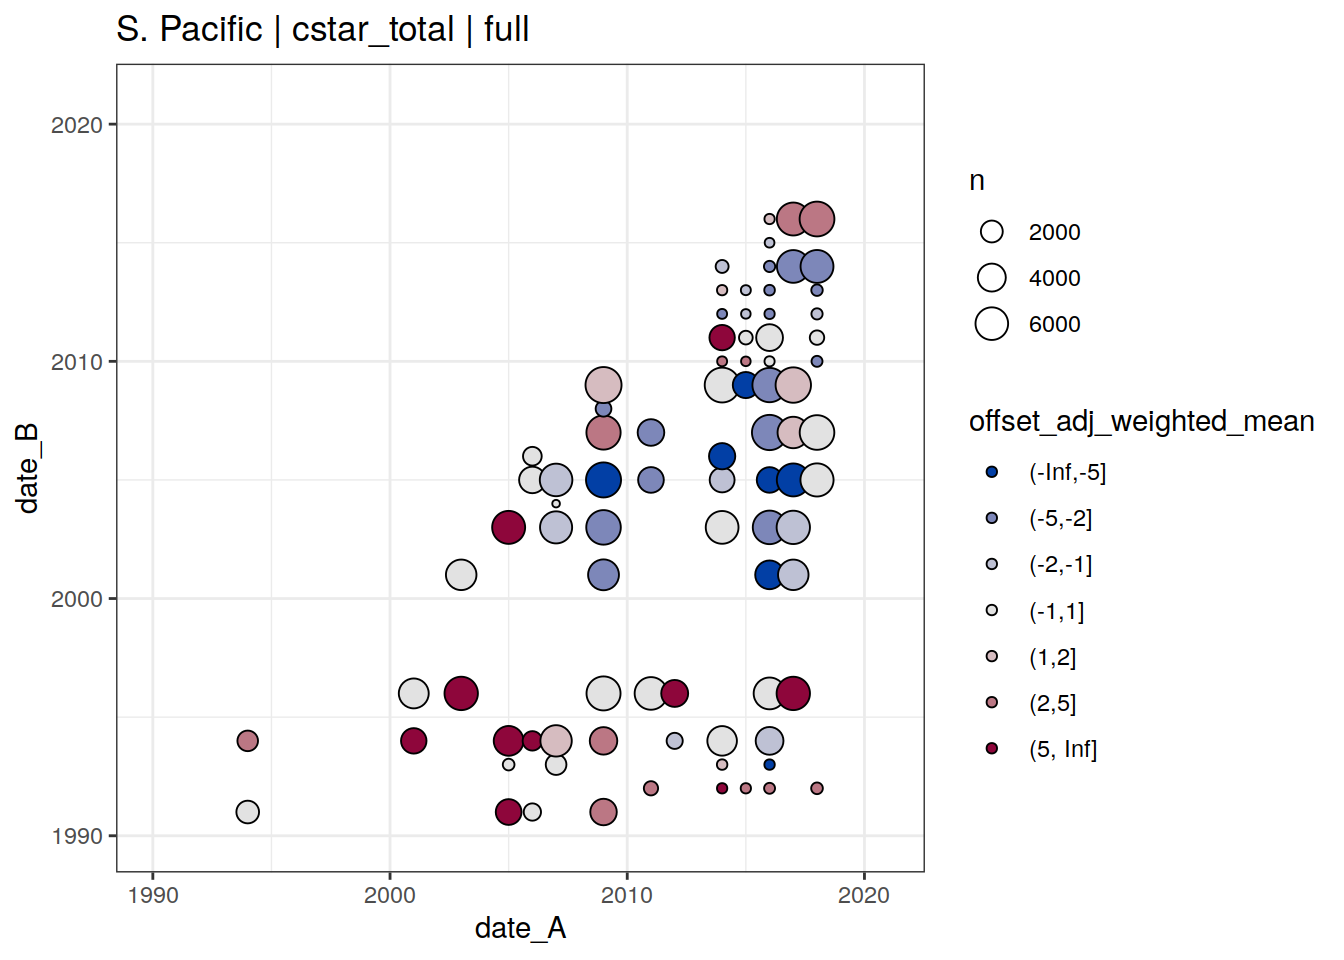 S. Pacific | cstar_total | full
date_B
2020
2010
2000
1990
1990
2000
2010
2020
date_A
n
2000
4000
6000
offset_adj_weighted_mean
(-Inf,-5]
(-5,-2]
(-2,-1]
(-1,1]
(1,2]
(2,5]
(5, Inf]